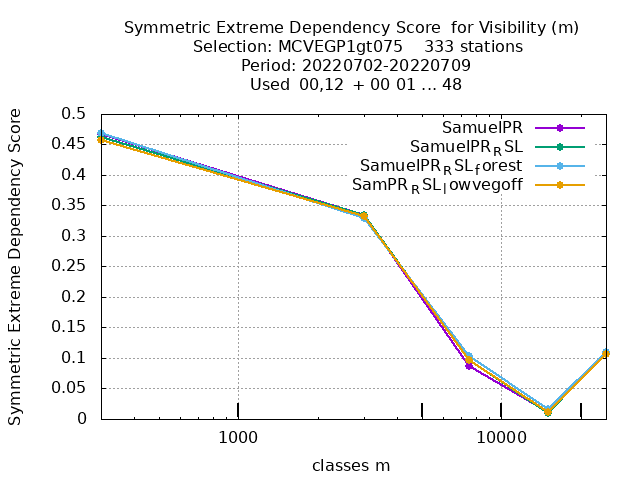 Symmetric Extreme Dependency Score for Visibility (m)
Selection: MCVEGP1gt075 333 stations
Period: 20220702-20220709
Used 00,12 + 00 01 ... 48
Symmetric Extreme Dependency Score
0.5
0.45
0.4
0.35
0.3
0.25
0.2
0.15
0.1
0.05
0
SamuelPR
SamuelPR_RSL
SamuelPR_RSL_forest
SamPR_RSL_lowvegoff
1000
10000
classes m